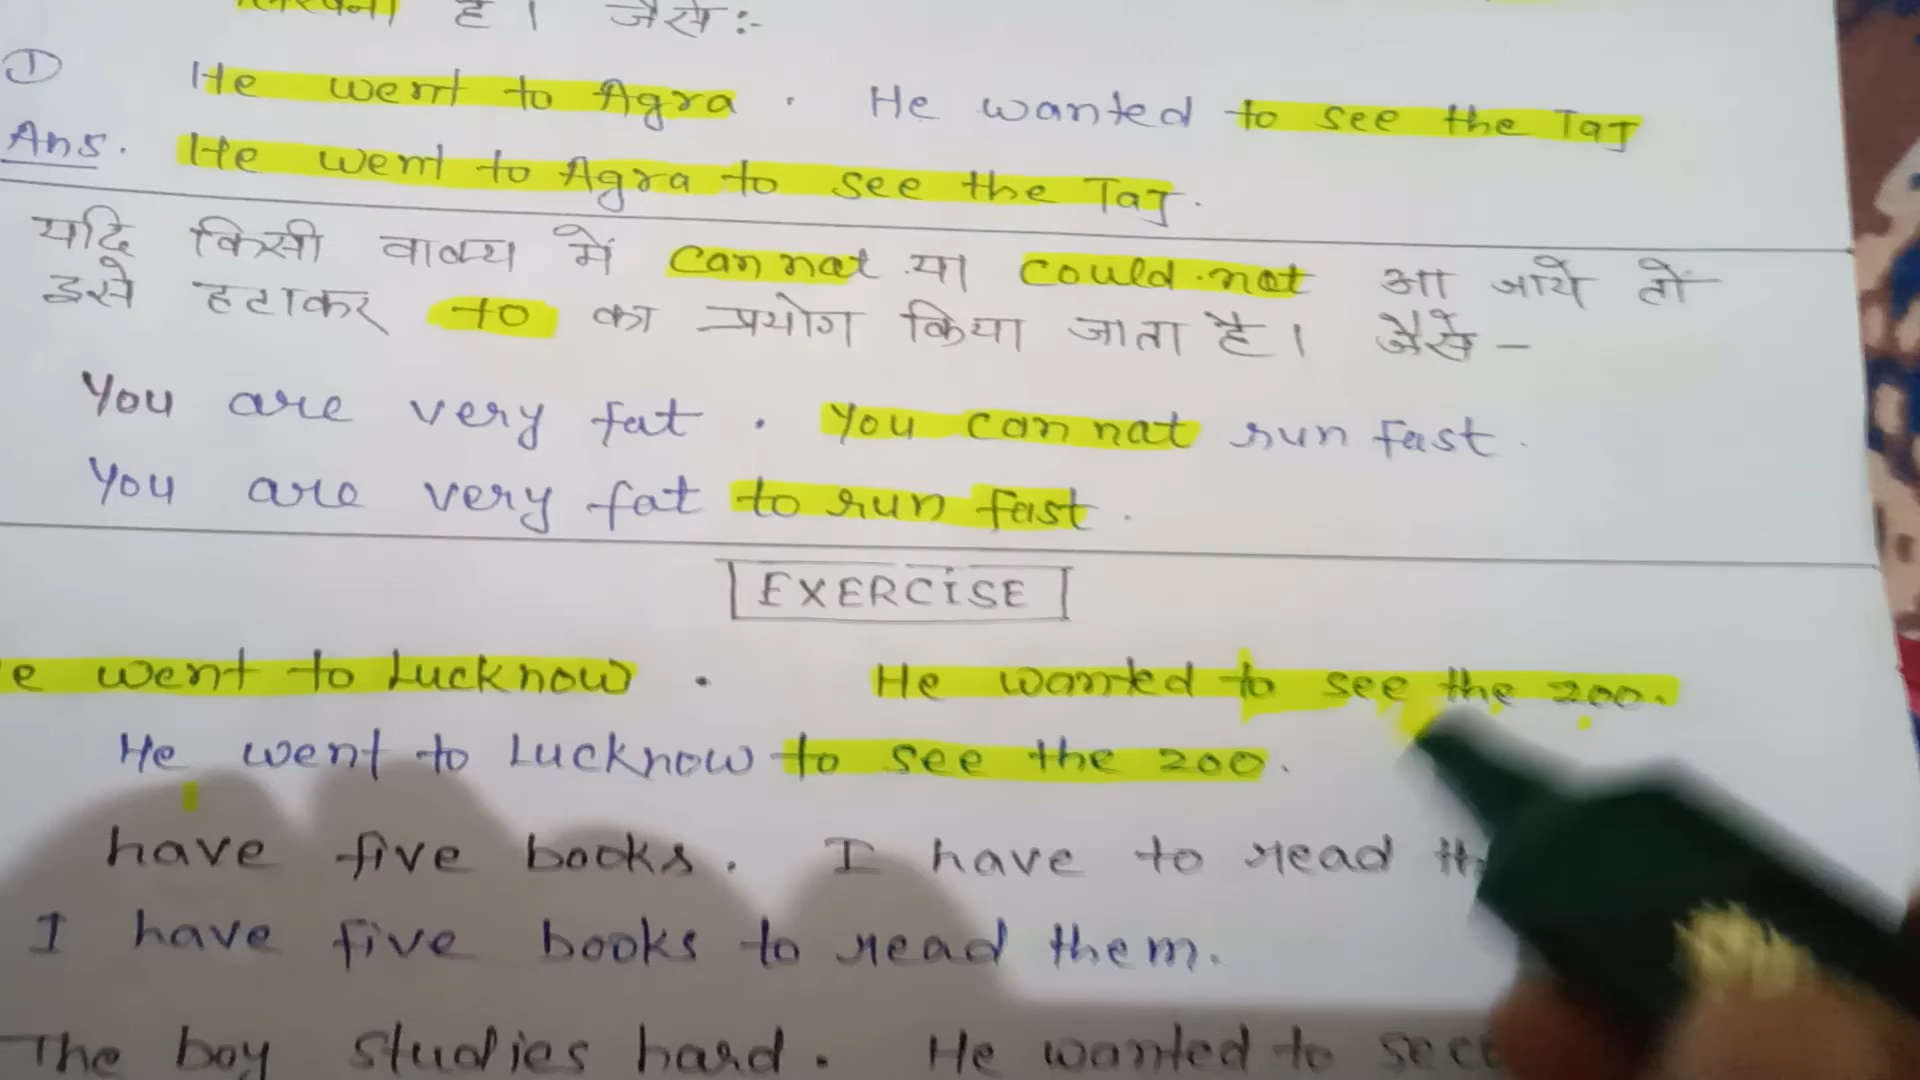 लिखना है। जैसे:-
① He went to Agra. He wanted to see the Taj
Ans. He went to Agra to see the Taj.
यदि किसी वाक्य में can nat या could not आ जाये तो
इसे हटाकर to का प्रयोग किया जाता है। जैसे-
You are very fat. You can nat run fast.
You are very fat to run fast.
EXERCISE
e went to Lucknow. He wanted to see the zoo.
He went to Lucknow to see the zoo.
have five books. I have to read th
I have five books to read them.
The boy studies hard. He wanted to